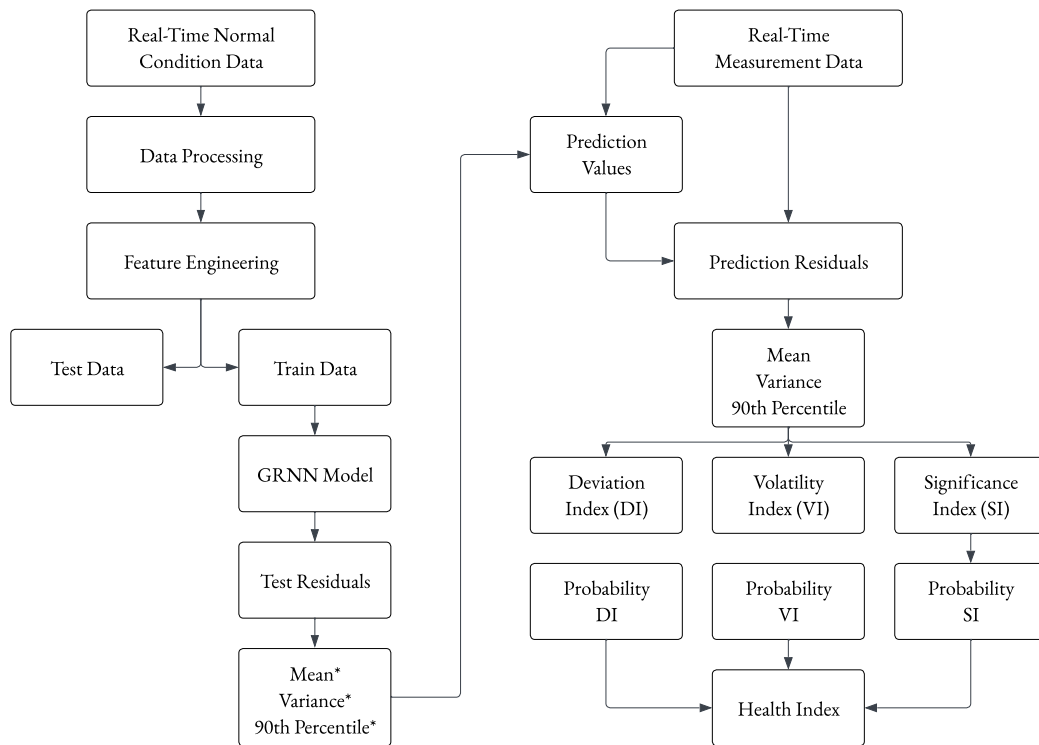 Real-Time Normal
Condition Data
Data Processing
Feature Engineering
Test Data
Train Data
GRNN Model
Test Residuals
Mean*
Variance*
90th Percentile*
Real-Time
Measurement Data
Prediction
Values
Prediction Residuals
Mean
Variance
90th Percentile
Deviation
Index (DI)
Volatility
Index (VI)
Significance
Index (SI)
Probability
DI
Probability
VI
Probability
SI
Health Index